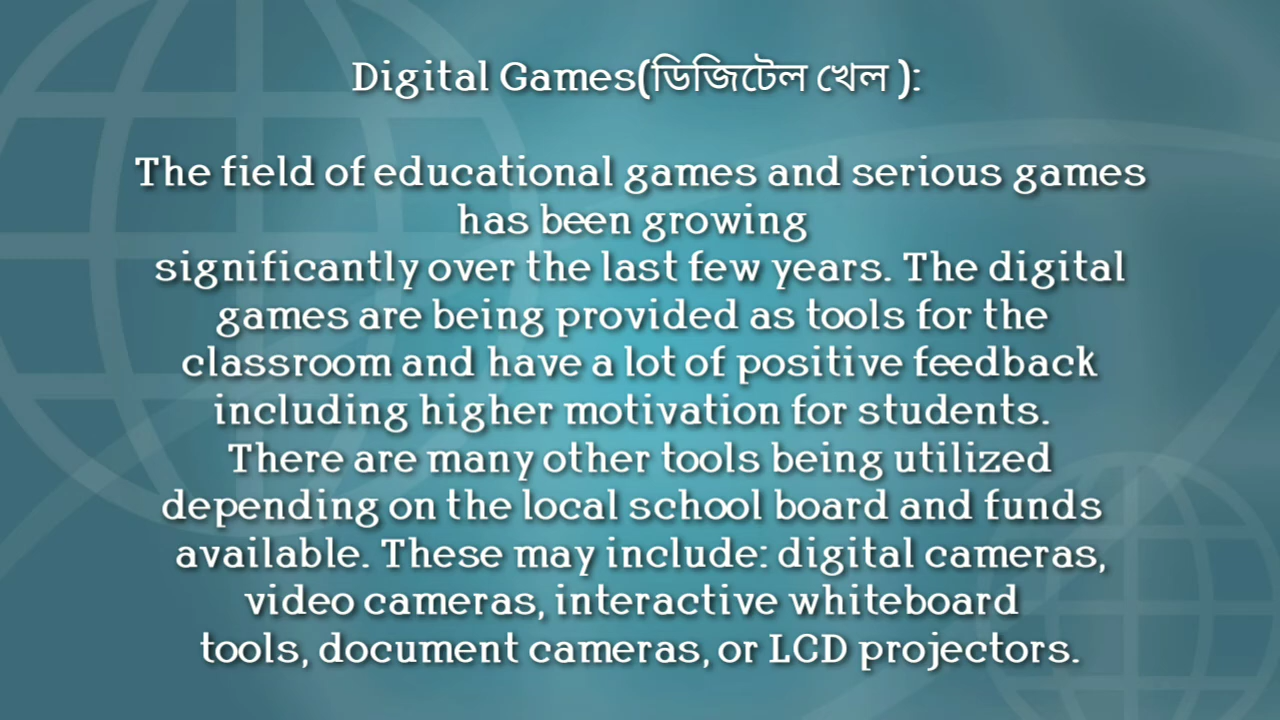 Digital Games(ডিজিটেল খেল ):
The field of educational games and serious games
has been growing
significantly over the last few years. The digital
games are being provided as tools for the
classroom and have a lot of positive feedback
including higher motivation for students.
There are many other tools being utilized
depending on the local school board and funds
available. These may include: digital cameras,
video cameras, interactive whiteboard
tools, document cameras, or LCD projectors.